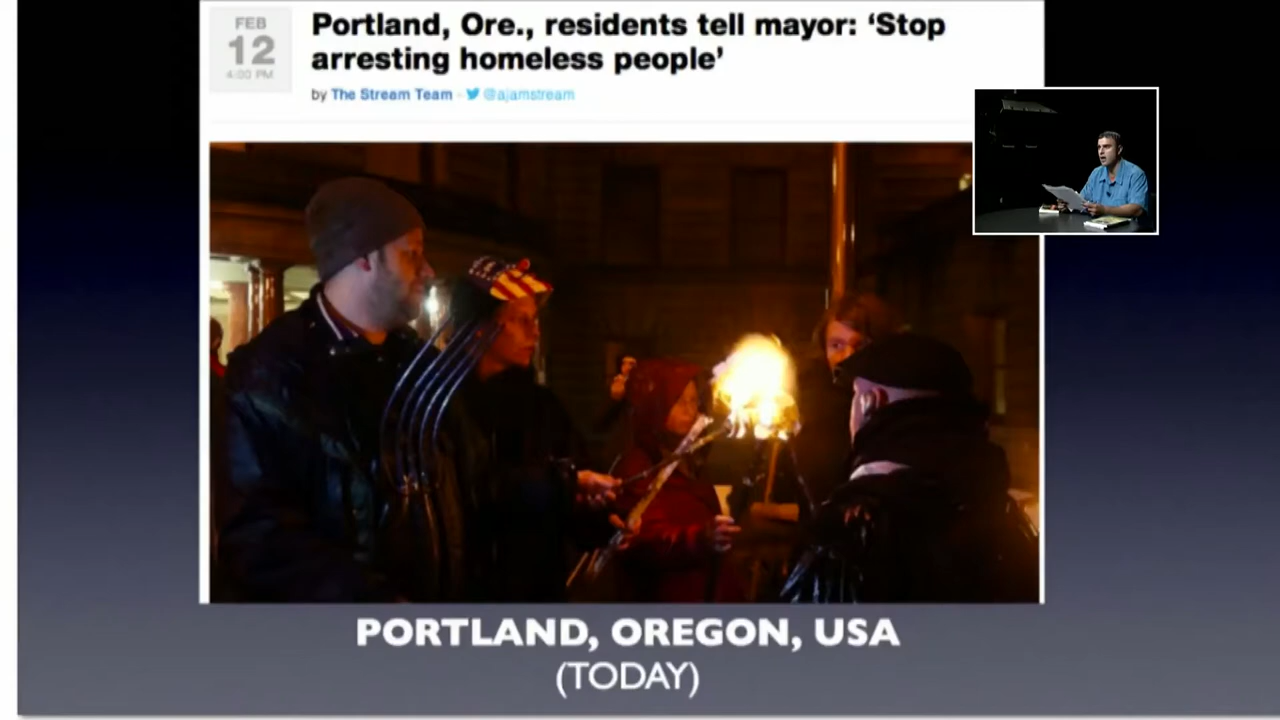 FEB
12
4:00 PM
Portland, Ore., residents tell mayor: ‘Stop
arresting homeless people’
by The Stream Team - @ajamstream
PORTLAND, OREGON, USA
(TODAY)